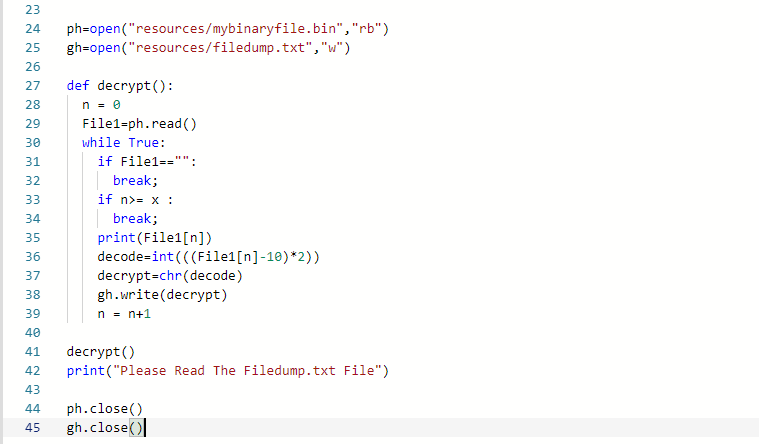 23
24 ph=open("resources/mybinaryfile.bin","rb")
25 gh=open("resources/filedump.txt","w")
26
27 def decrypt():
28   n = 0
29   File1=ph.read()
30   while True:
31     if File1=="":
32       break;
33     if n>= x :
34       break;
35     print(File1[n])
36     decode=int(((File1[n]-10)*2))
37     decrypt=chr(decode)
38     gh.write(decrypt)
39     n = n+1
40
41 decrypt()
42 print("Please Read The Filedump.txt File")
43
44 ph.close()
45 gh.close()